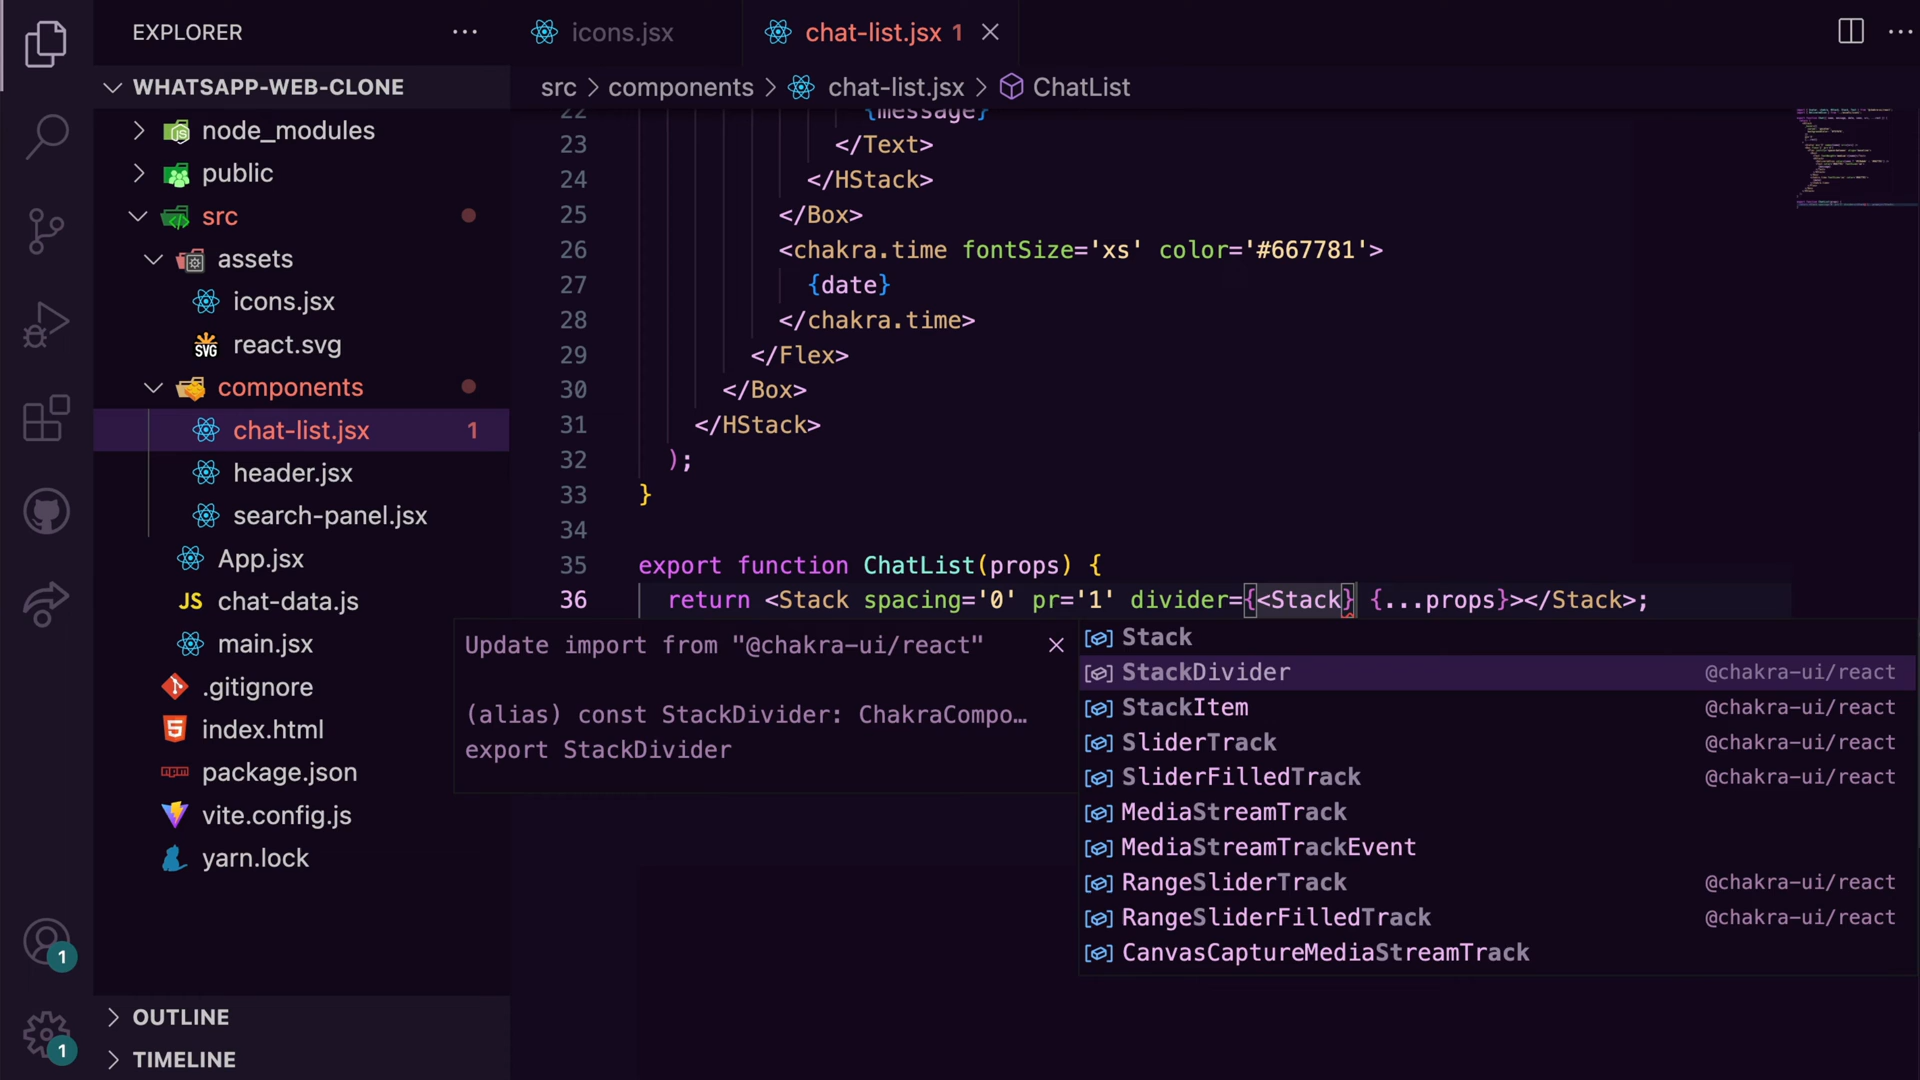 EXPLORER
icons.jsx
chat-list.jsx 1
WHATSAPP-WEB-CLONE
node_modules
public
src
assets
icons.jsx
react.svg
components
chat-list.jsx 1
header.jsx
search-panel.jsx
App.jsx
JS chat-data.js
main.jsx
.gitignore
index.html
package.json
vite.config.js
yarn.lock
1
1
OUTLINE
TIMELINE
src > components > chat-list.jsx > ChatList
22 {message}
23 </Text>
24 </HStack>
25 </Box>
26 <chakra.time fontSize='xs' color='#667781'>
27 {date}
28 </chakra.time>
29 </Flex>
30 </Box>
31 </HStack>
32 );
33 }
34
35 export function ChatList(props) {
36 return <Stack spacing='0' pr='1' divider={<Stack} {...props}></Stack>;
Update import from "@chakra-ui/react"
(alias) const StackDivider: ChakraCompo…
export StackDivider
Stack
StackDivider @chakra-ui/react
StackItem @chakra-ui/react
SliderTrack @chakra-ui/react
SliderFilledTrack @chakra-ui/react
MediaStreamTrack
MediaStreamTrackEvent
RangeSliderTrack @chakra-ui/react
RangeSliderFilledTrack @chakra-ui/react
CanvasCaptureMediaStreamTrack